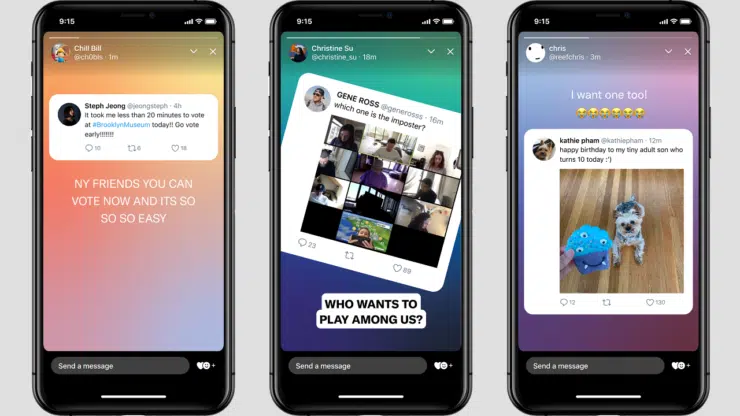 9:15
Chill Bill
@ch0bls · 1m
Steph Jeong @jeongsteph · 4h
It took me less than 20 minutes to vote
at #BrooklynMuseum today!! Go vote
early!!!!!!!
10 6 18
NY FRIENDS YOU CAN
VOTE NOW AND ITS SO
SO SO EASY
Send a message
9:15
Christine Su
@christine_su · 18m
GENE ROSS @generosss · 16m
which one is the imposter?
23 69
WHO WANTS TO
PLAY AMONG US?
Send a message
9:15
chris
@reefchris · 3m
I want one too!
kathie pham @kathiepham · 12m
happy birthday to my tiny adult son who
turns 10 today :')
12 130
Send a message